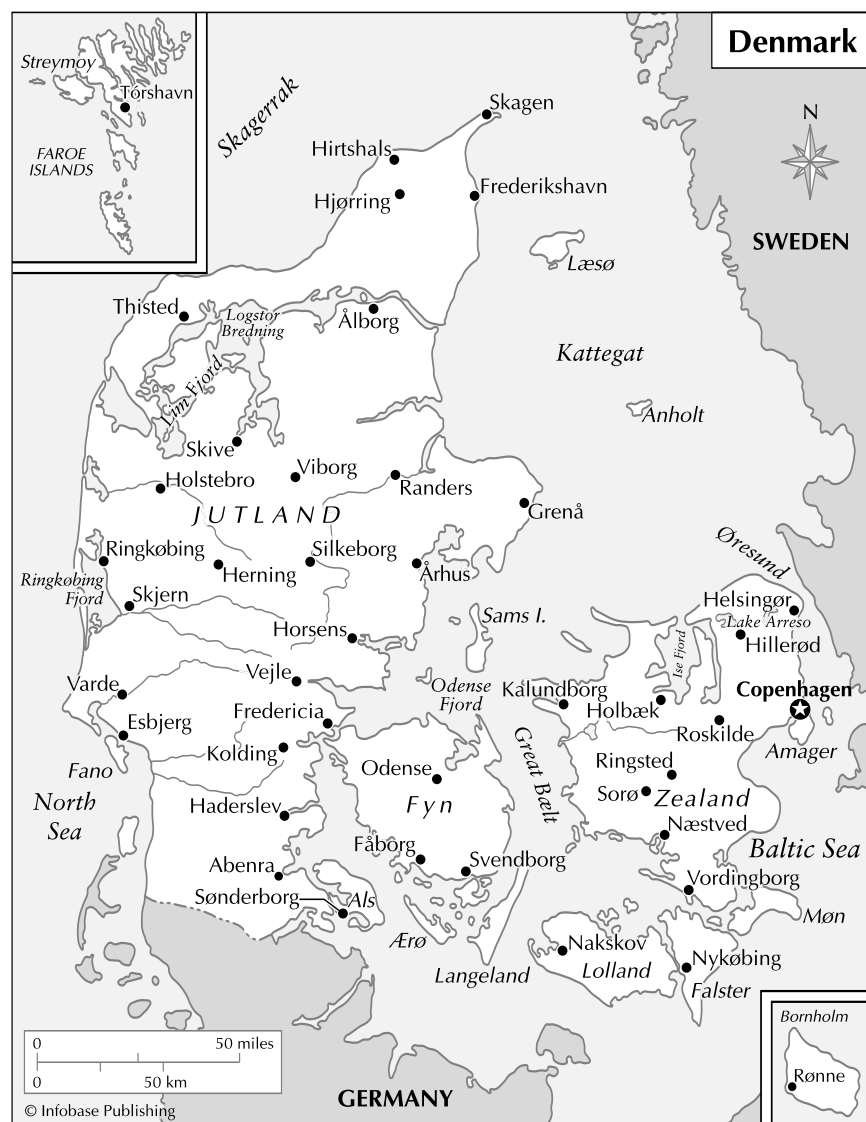 Denmark
Streymoy
Tórshavn
FAROE
ISLANDS
Skagerrak
Skagen
N
Hirtshals
Hjørring
Frederikshavn
SWEDEN
Læsø
Thisted
Logstor
Bredning
Ålborg
Kattegat
Lim Fjord
Anholt
Skive
Viborg
Holstebro
Randers
JUTLAND
Grenå
Øresund
Ringkøbing
Silkeborg
Herning
Århus
Ringkøbing
Fjord
Skjern
Helsingør
Sams I.
Lake Arreso
Horsens
Hillerød
Ise Fjord
Vejle
Odense
Fjord
Kalundborg
Copenhagen
Varde
Holbæk
Fredericia
Roskilde
Esbjerg
Amager
Kolding
Great Bælt
Ringsted
Fano
Odense
Sorø
Zealand
North
Sea
Haderslev
Fyn
Næstved
Baltic Sea
Fåborg
Svendborg
Abenra
Vordingborg
Sønderborg
Als
Møn
Ærø
Nakskov
Nykøbing
Langeland
Lolland
Falster
Bornholm
Rønne
0 50 miles
0 50 km
GERMANY
© Infobase Publishing